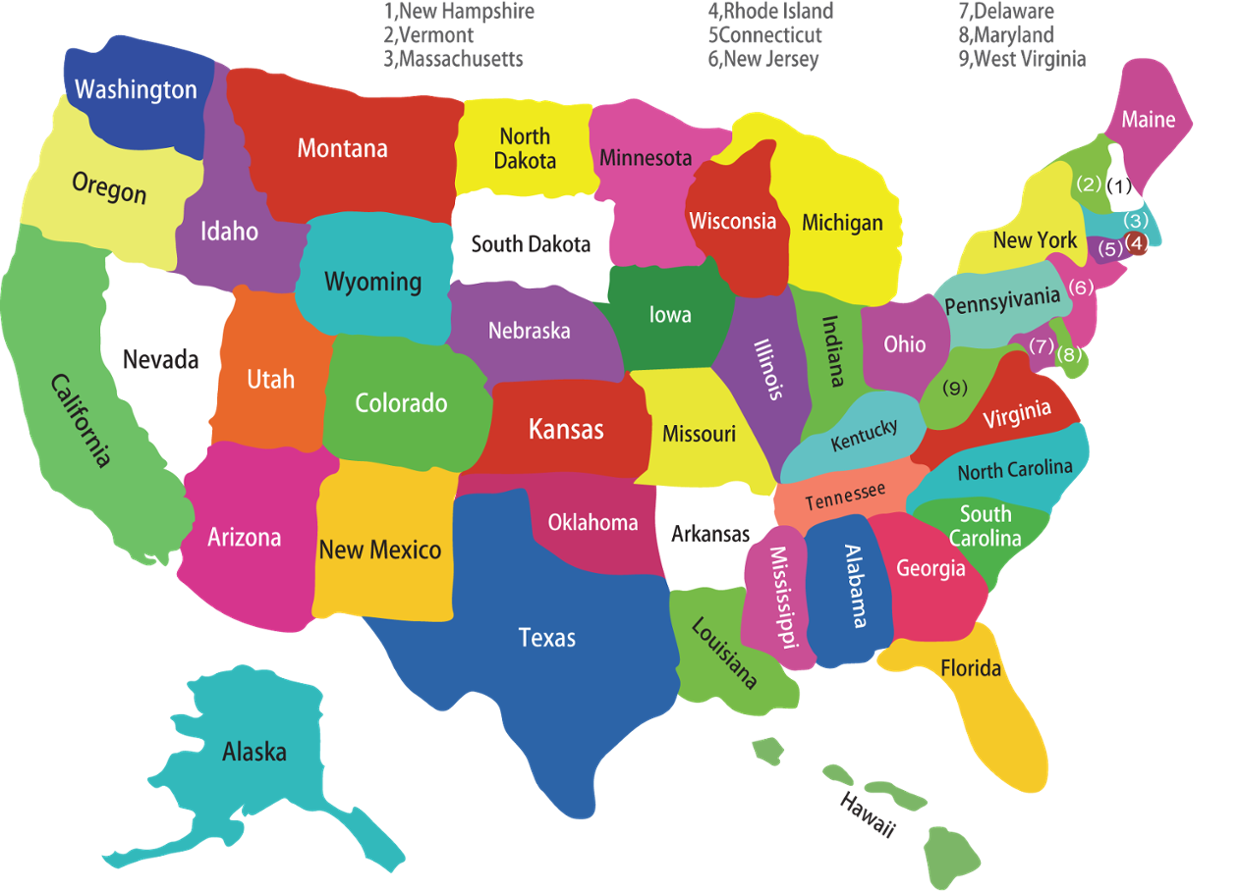 1,New Hampshire
2,Vermont
3,Massachusetts
4,Rhode Island
5Connecticut
6,New Jersey
7,Delaware
8,Maryland
9,West Virginia
Washington
Montana
North
Dakota
Minnesota
Maine
Oregon
Idaho
Wyoming
South Dakota
Wisconsia
Michigan
New York
(2)
(1)
(3)
(5)
(4)
Nevada
Utah
Colorado
Nebraska
Iowa
Illinois
Indiana
Ohio
Pennsyivania
(6)
(7)
(8)
(9)
California
Kansas
Missouri
Kentucky
Virginia
Arizona
New Mexico
Oklahoma
Arkansas
Tennessee
North Carolina
South
Carolina
Texas
Louisiana
Mississippi
Alabama
Georgia
Florida
Alaska
Hawaii